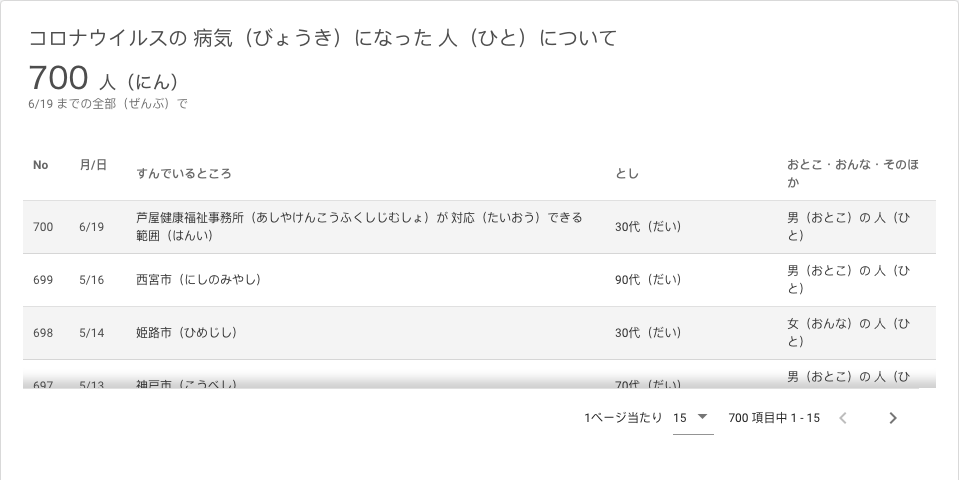 コロナウイルスの 病気（びょうき）になった 人（ひと）について
700 人（にん）
6/19 までの全部（ぜんぶ）で
No 月/日 すんでいるところ とし おとこ・おんな・そのほ
か
700 6/19 芦屋健康福祉事務所（あしやけんこうふくしじむしょ）が 対応（たいおう）できる 30代（だい） 男（おとこ）の 人（ひ
範囲（はんい） と）
699 5/16 西宮市（にしのみやし） 90代（だい） 男（おとこ）の 人（ひ
と）
698 5/14 姫路市（ひめじし） 30代（だい） 女（おんな）の 人（ひ
と）
697 5/13 神戸市（こうべし） 70代（だい） 男（おとこ）の 人（ひ
1ページ当たり 15 700 項目中 1 - 15